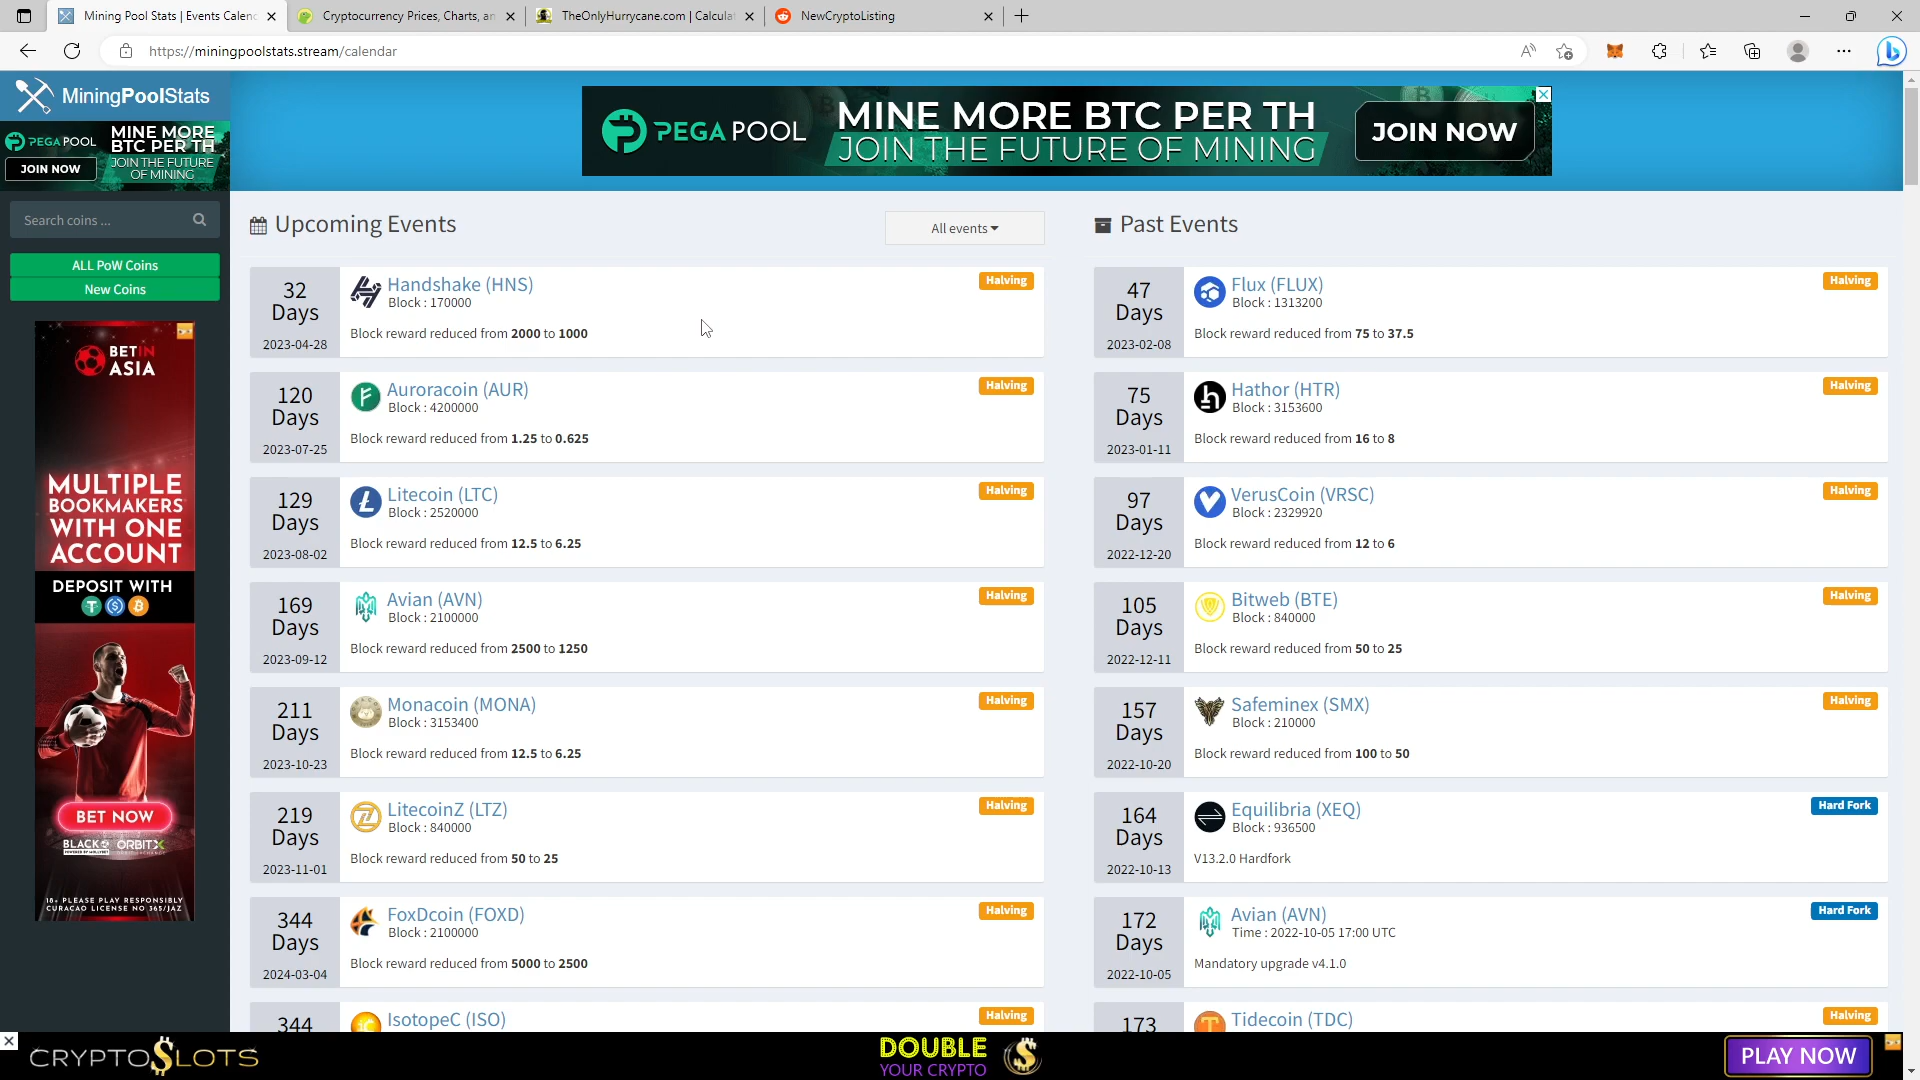 Mining Pool Stats | Events Calen
Cryptocurrency Prices, Charts, an
TheOnlyHurrycane.com | Calcula
NewCryptoListing
https://miningpoolstats.stream/calendar
MiningPoolStats
PEGA POOL
MINE MORE
BTC PER TH
JOIN NOW
JOIN THE FUTURE
OF MINING
PEGA POOL
MINE MORE BTC PER TH
JOIN THE FUTURE OF MINING
JOIN NOW
Search coins ...
ALL PoW Coins
New Coins
BETIN
ASIA
MULTIPLE
BOOKMAKERS
WITH ONE
ACCOUNT
DEPOSIT WITH
BET NOW
BLACK
POWERED BY MOLLYBET
ORBITX
18+ PLEASE PLAY RESPONSIBLY
CURACAO LICENSE NO 365/JAZ
Upcoming Events
All events
32
Days
2023-04-28
Handshake (HNS)
Block : 170000
Halving
Block reward reduced from 2000 to 1000
120
Days
2023-07-25
Auroracoin (AUR)
Block : 4200000
Halving
Block reward reduced from 1.25 to 0.625
129
Days
2023-08-02
Litecoin (LTC)
Block : 2520000
Halving
Block reward reduced from 12.5 to 6.25
169
Days
2023-09-12
Avian (AVN)
Block : 2100000
Halving
Block reward reduced from 2500 to 1250
211
Days
2023-10-23
Monacoin (MONA)
Block : 3153400
Halving
Block reward reduced from 12.5 to 6.25
219
Days
2023-11-01
LitecoinZ (LTZ)
Block : 840000
Halving
Block reward reduced from 50 to 25
344
Days
2024-03-04
FoxDcoin (FOXD)
Block : 2100000
Halving
Block reward reduced from 5000 to 2500
344
IsotopeC (ISO)
Halving
Past Events
47
Days
2023-02-08
Flux (FLUX)
Block : 1313200
Halving
Block reward reduced from 75 to 37.5
75
Days
2023-01-11
Hathor (HTR)
Block : 3153600
Halving
Block reward reduced from 16 to 8
97
Days
2022-12-20
VerusCoin (VRSC)
Block : 2329920
Halving
Block reward reduced from 12 to 6
105
Days
2022-12-11
Bitweb (BTE)
Block : 840000
Halving
Block reward reduced from 50 to 25
157
Days
2022-10-20
Safeminex (SMX)
Block : 210000
Halving
Block reward reduced from 100 to 50
164
Days
2022-10-13
Equilibria (XEQ)
Block : 936500
Hard Fork
V13.2.0 Hardfork
172
Days
2022-10-05
Avian (AVN)
Time : 2022-10-05 17:00 UTC
Hard Fork
Mandatory upgrade v4.1.0
173
Tidecoin (TDC)
Halving
CRYPTOSLOTS
DOUBLE
YOUR CRYPTO
PLAY NOW